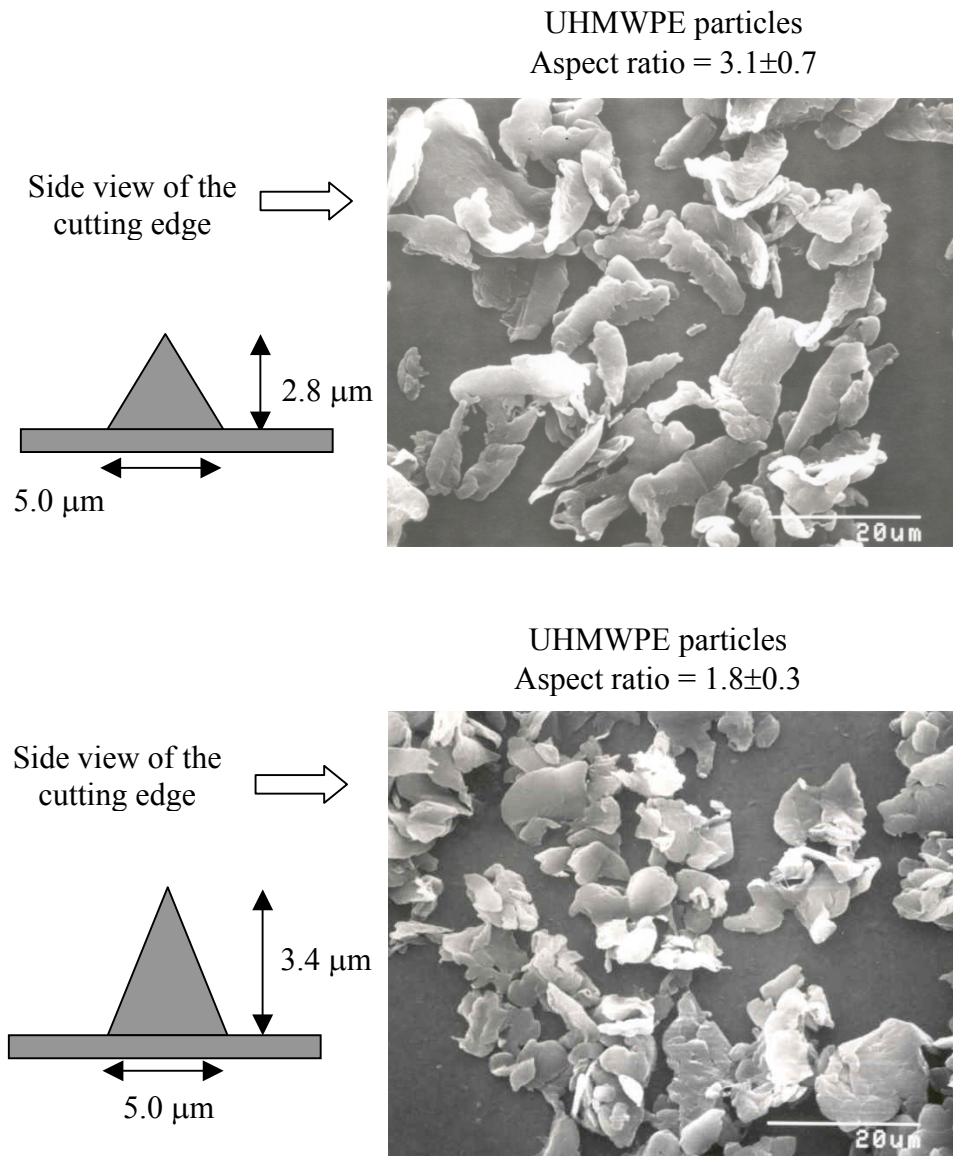 UHMWPE particles
Aspect ratio = 3.1±0.7
Side view of the
cutting edge
2.8 μm
5.0 μm
20um
UHMWPE particles
Aspect ratio = 1.8±0.3
Side view of the
cutting edge
3.4 μm
5.0 μm
20um